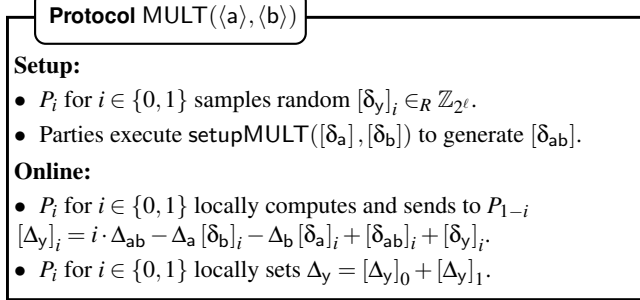 Protocol MULT(⟨a⟩, ⟨b⟩)
Setup:
• P_i for i ∈ {0, 1} samples random [δ_y]_i ∈_R ℤ_{2^ℓ}.
• Parties execute setupMULT([δ_a], [δ_b]) to generate [δ_ab].
Online:
• P_i for i ∈ {0, 1} locally computes and sends to P_{1−i}
[Δ_y]_i = i · Δ_ab − Δ_a [δ_b]_i − Δ_b [δ_a]_i + [δ_ab]_i + [δ_y]_i.
• P_i for i ∈ {0, 1} locally sets Δ_y = [Δ_y]_0 + [Δ_y]_1.